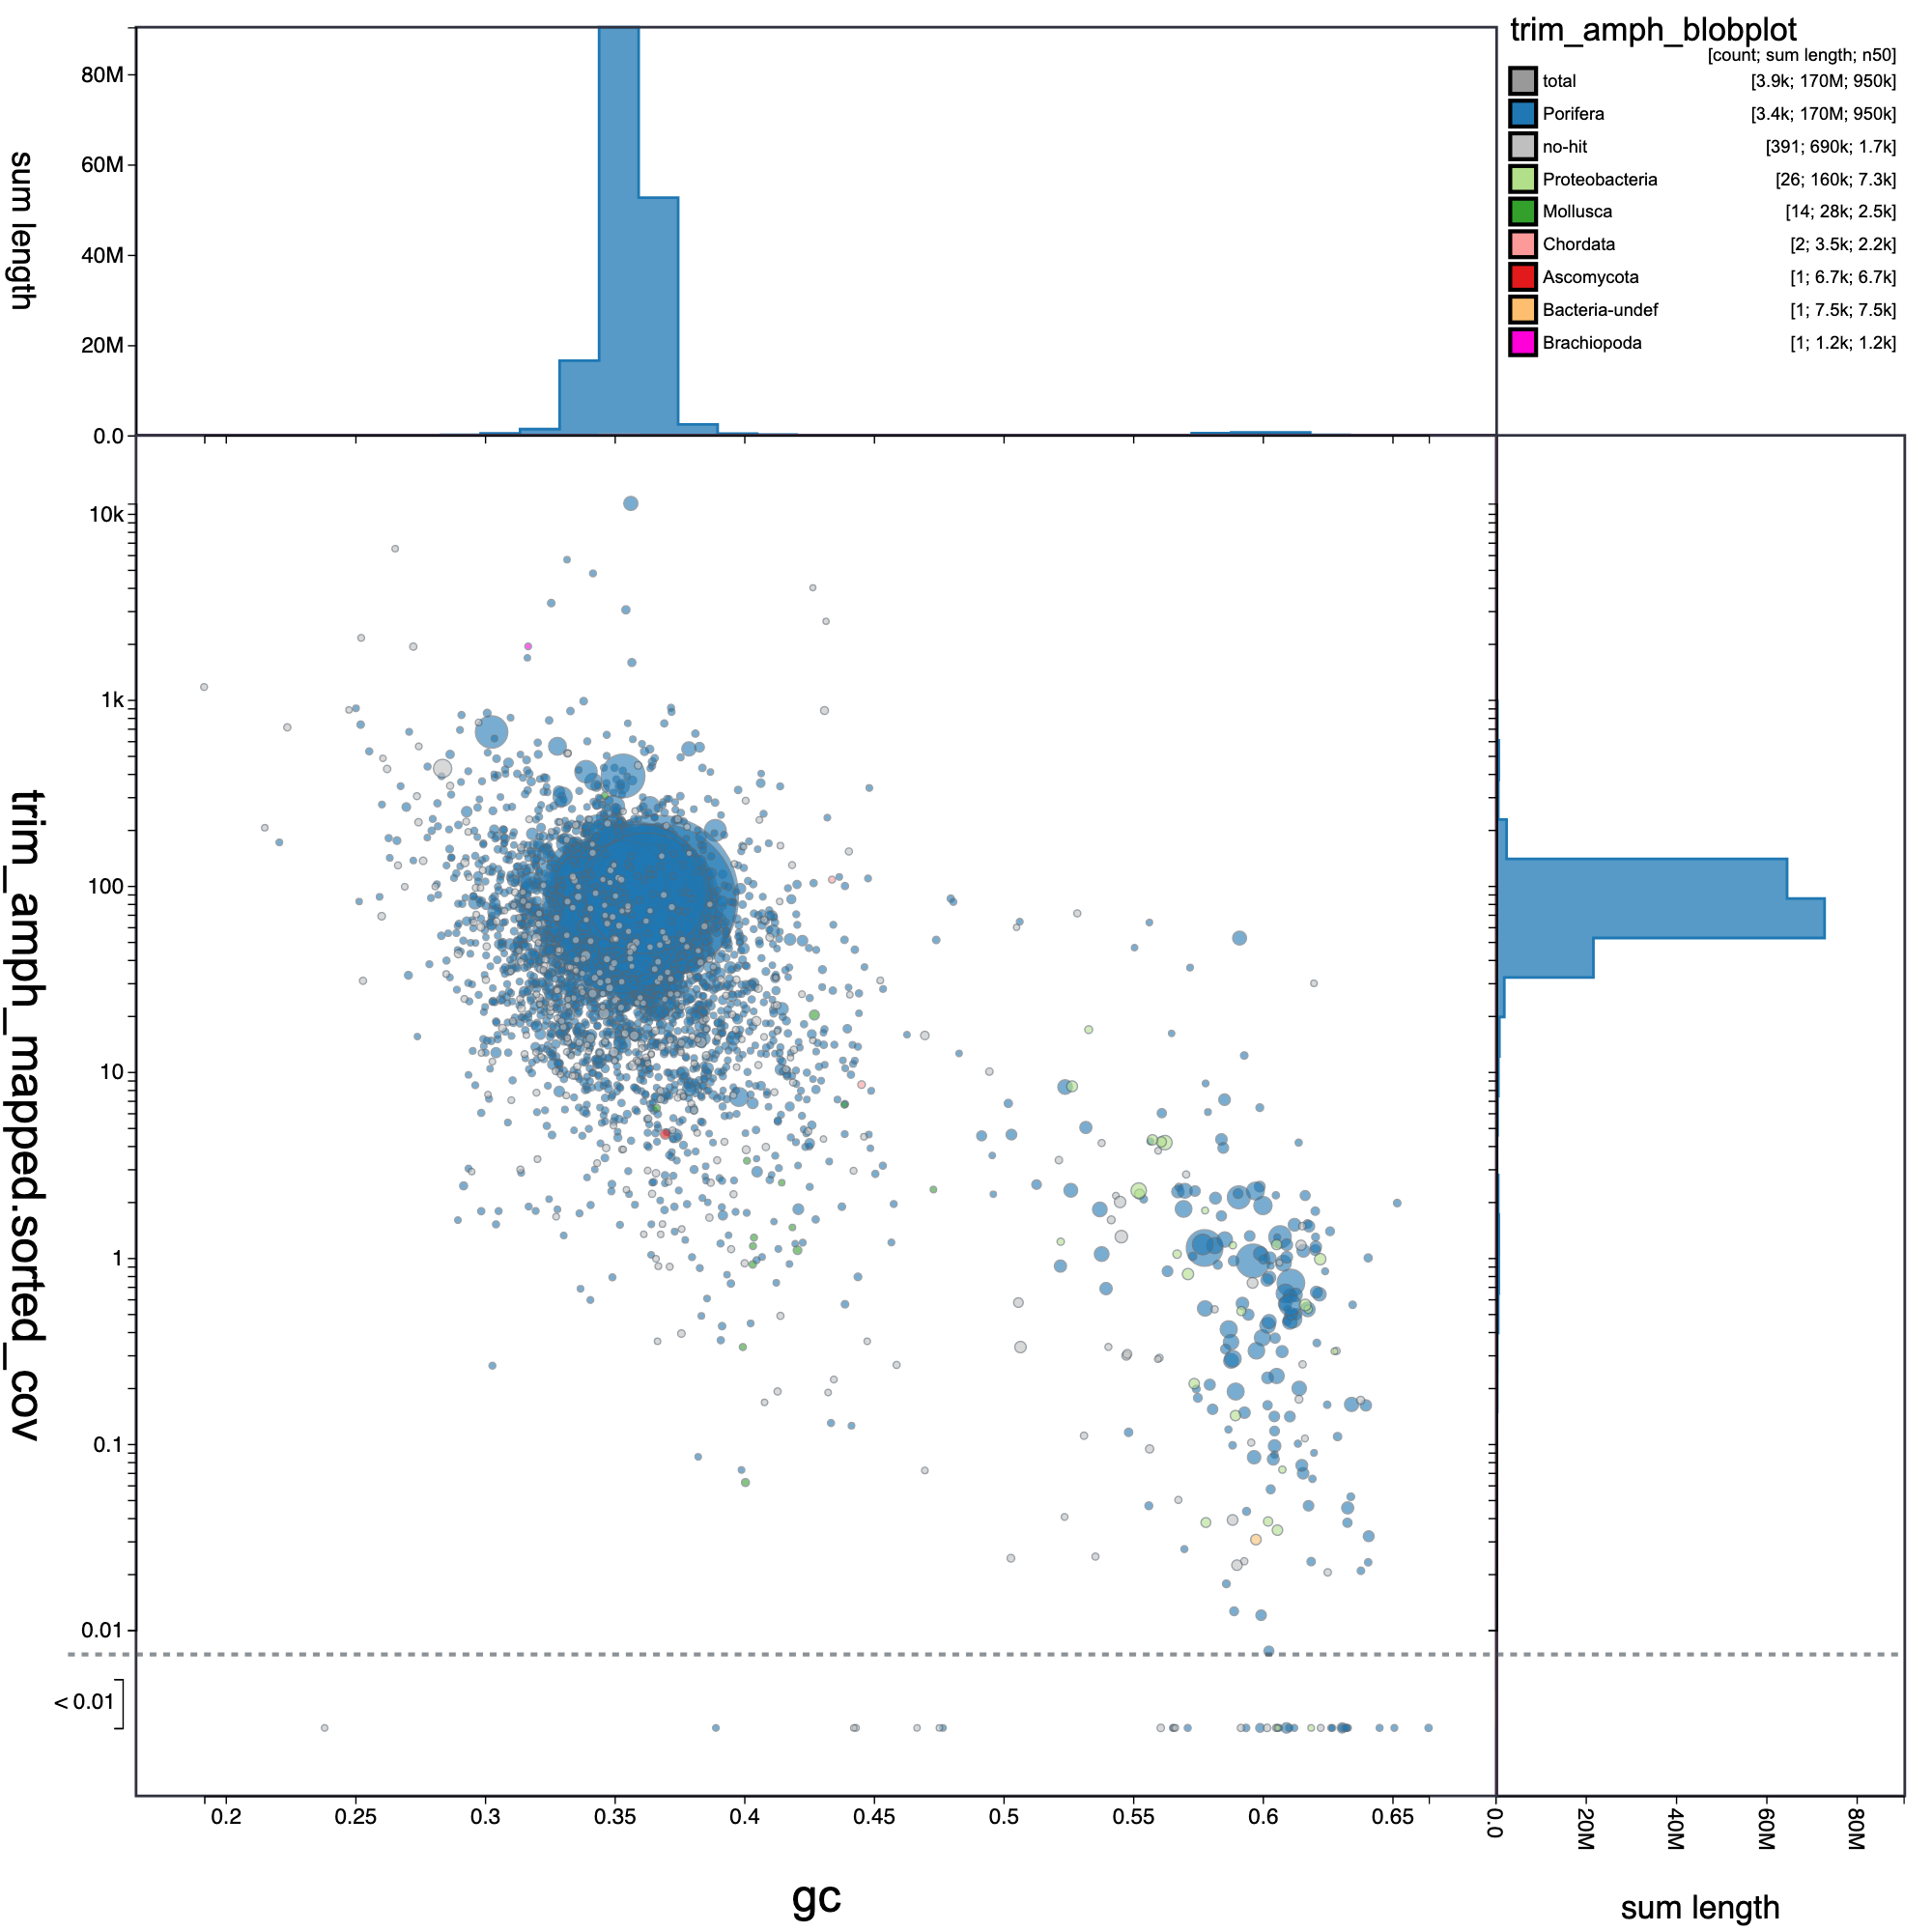 trim_amph_blobplot
[count; sum length; n50]
total [3.9k; 170M; 950k]
Porifera [3.4k; 170M; 950k]
no-hit [391; 690k; 1.7k]
Proteobacteria [26; 160k; 7.3k]
Mollusca [14; 28k; 2.5k]
Chordata [2; 3.5k; 2.2k]
Ascomycota [1; 6.7k; 6.7k]
Bacteria-undef [1; 7.5k; 7.5k]
Brachiopoda [1; 1.2k; 1.2k]
sum length
80M
60M
40M
20M
0.0
trim_amph_mapped.sorted_cov
10k
1k
100
10
1
0.1
0.01
< 0.01
0.2 0.25 0.3 0.35 0.4 0.45 0.5 0.55 0.6 0.65
gc
0.0 20M 40M 60M 80M
sum length